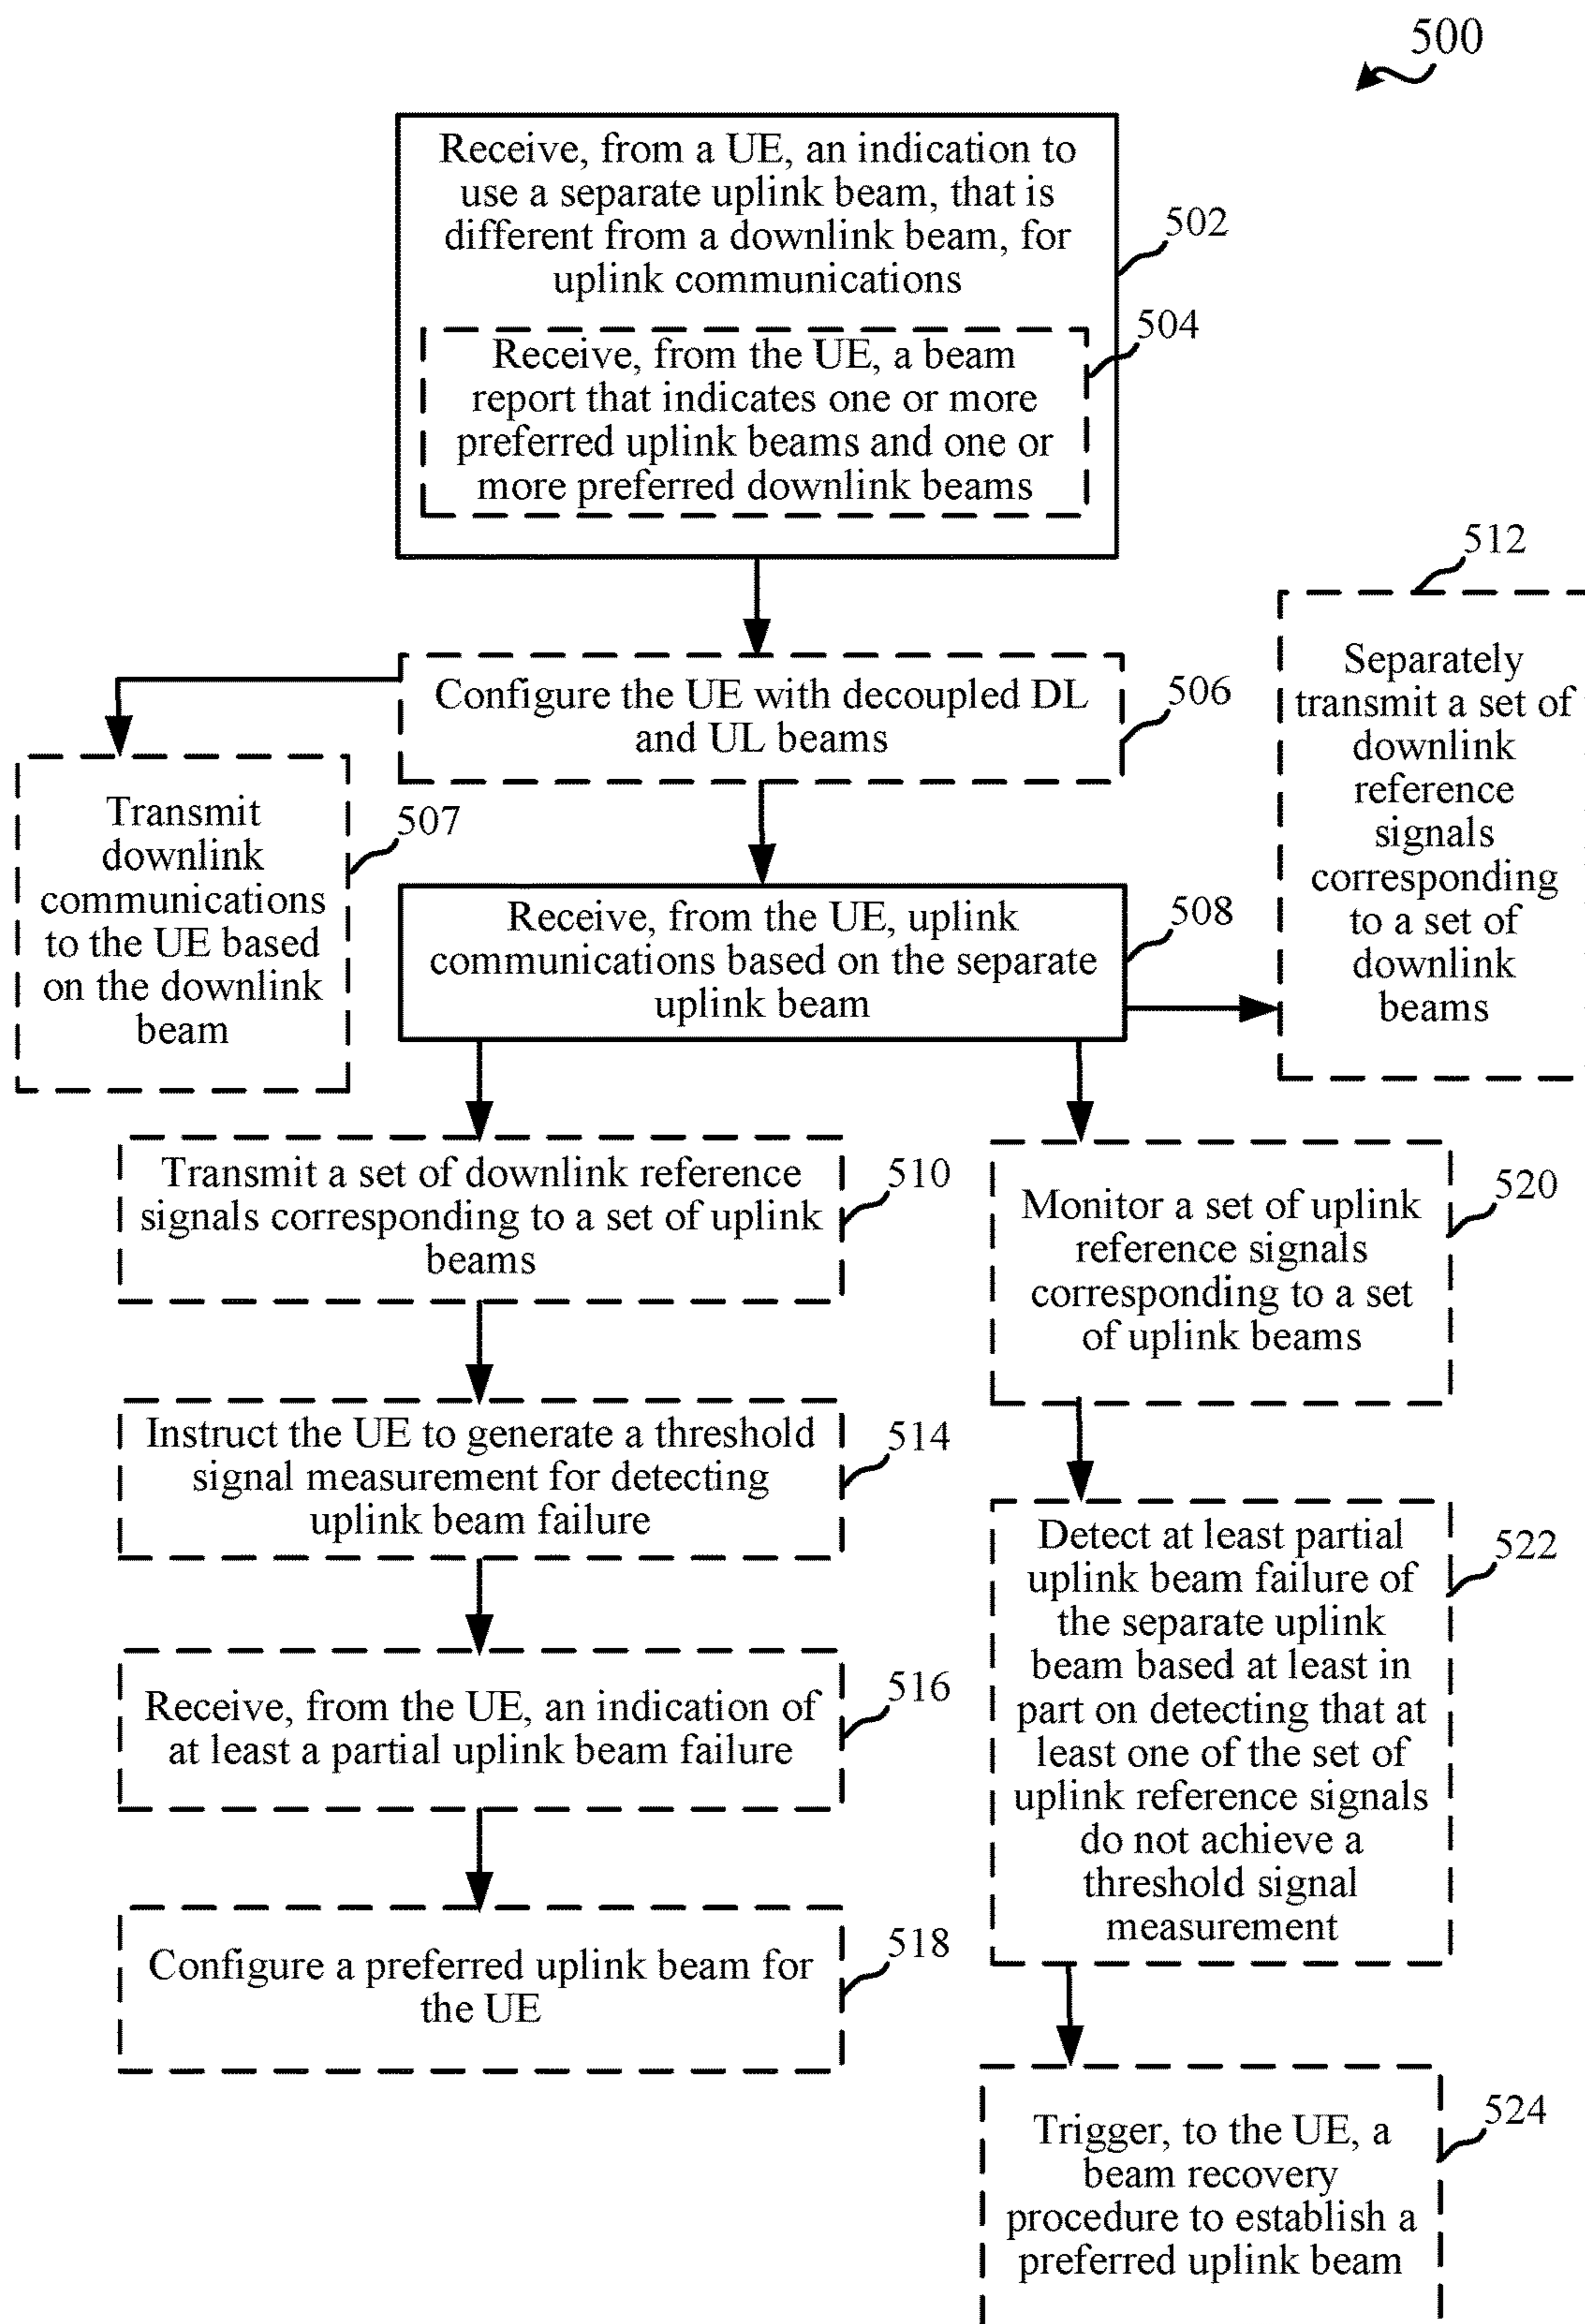 500
Receive, from a UE, an indication to
use a separate uplink beam, that is
different from a downlink beam, for
uplink communications
502
Receive, from the UE, a beam
report that indicates one or more
preferred uplink beams and one or
more preferred downlink beams
504
Configure the UE with decoupled DL
and UL beams
506
Transmit
downlink
communications
to the UE based
on the downlink
beam
507
Receive, from the UE, uplink
communications based on the separate
uplink beam
508
512
Separately
transmit a set of
downlink
reference
signals
corresponding
to a set of
downlink
beams
Transmit a set of downlink reference
signals corresponding to a set of uplink
beams
510
Instruct the UE to generate a threshold
signal measurement for detecting
uplink beam failure
514
Receive, from the UE, an indication of
at least a partial uplink beam failure
516
Configure a preferred uplink beam for
the UE
518
Monitor a set of uplink
reference signals
corresponding to a set
of uplink beams
520
Detect at least partial
uplink beam failure of
the separate uplink
beam based at least in
part on detecting that at
least one of the set of
uplink reference signals
do not achieve a
threshold signal
measurement
522
Trigger, to the UE, a
beam recovery
procedure to establish a
preferred uplink beam
524